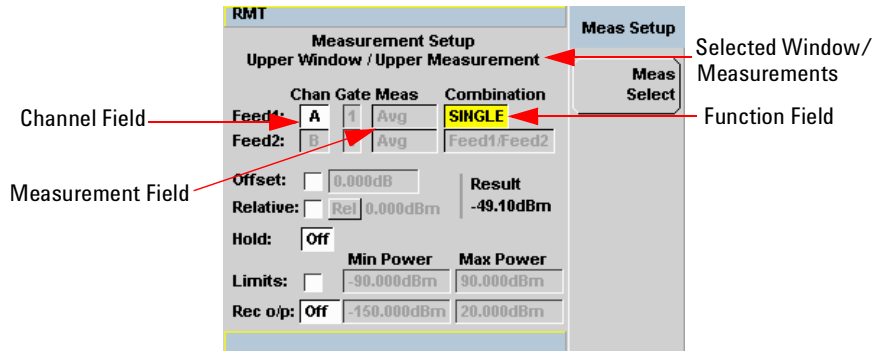 RMT
Meas Setup
Measurement Setup
Upper Window / Upper Measurement
Selected Window/
Measurements
Meas
Select
Chan Gate Meas Combination
Channel Field
Feed1: A 1 Avg SINGLE
Function Field
Feed2: B Avg Feed1/Feed2
Measurement Field
Offset: 0.000dB
Result
-49.10dBm
Relative: Rel 0.000dBm
Hold: Off
Min Power Max Power
Limits: -90.000dBm 90.000dBm
Rec o/p: Off -150.000dBm 20.000dBm